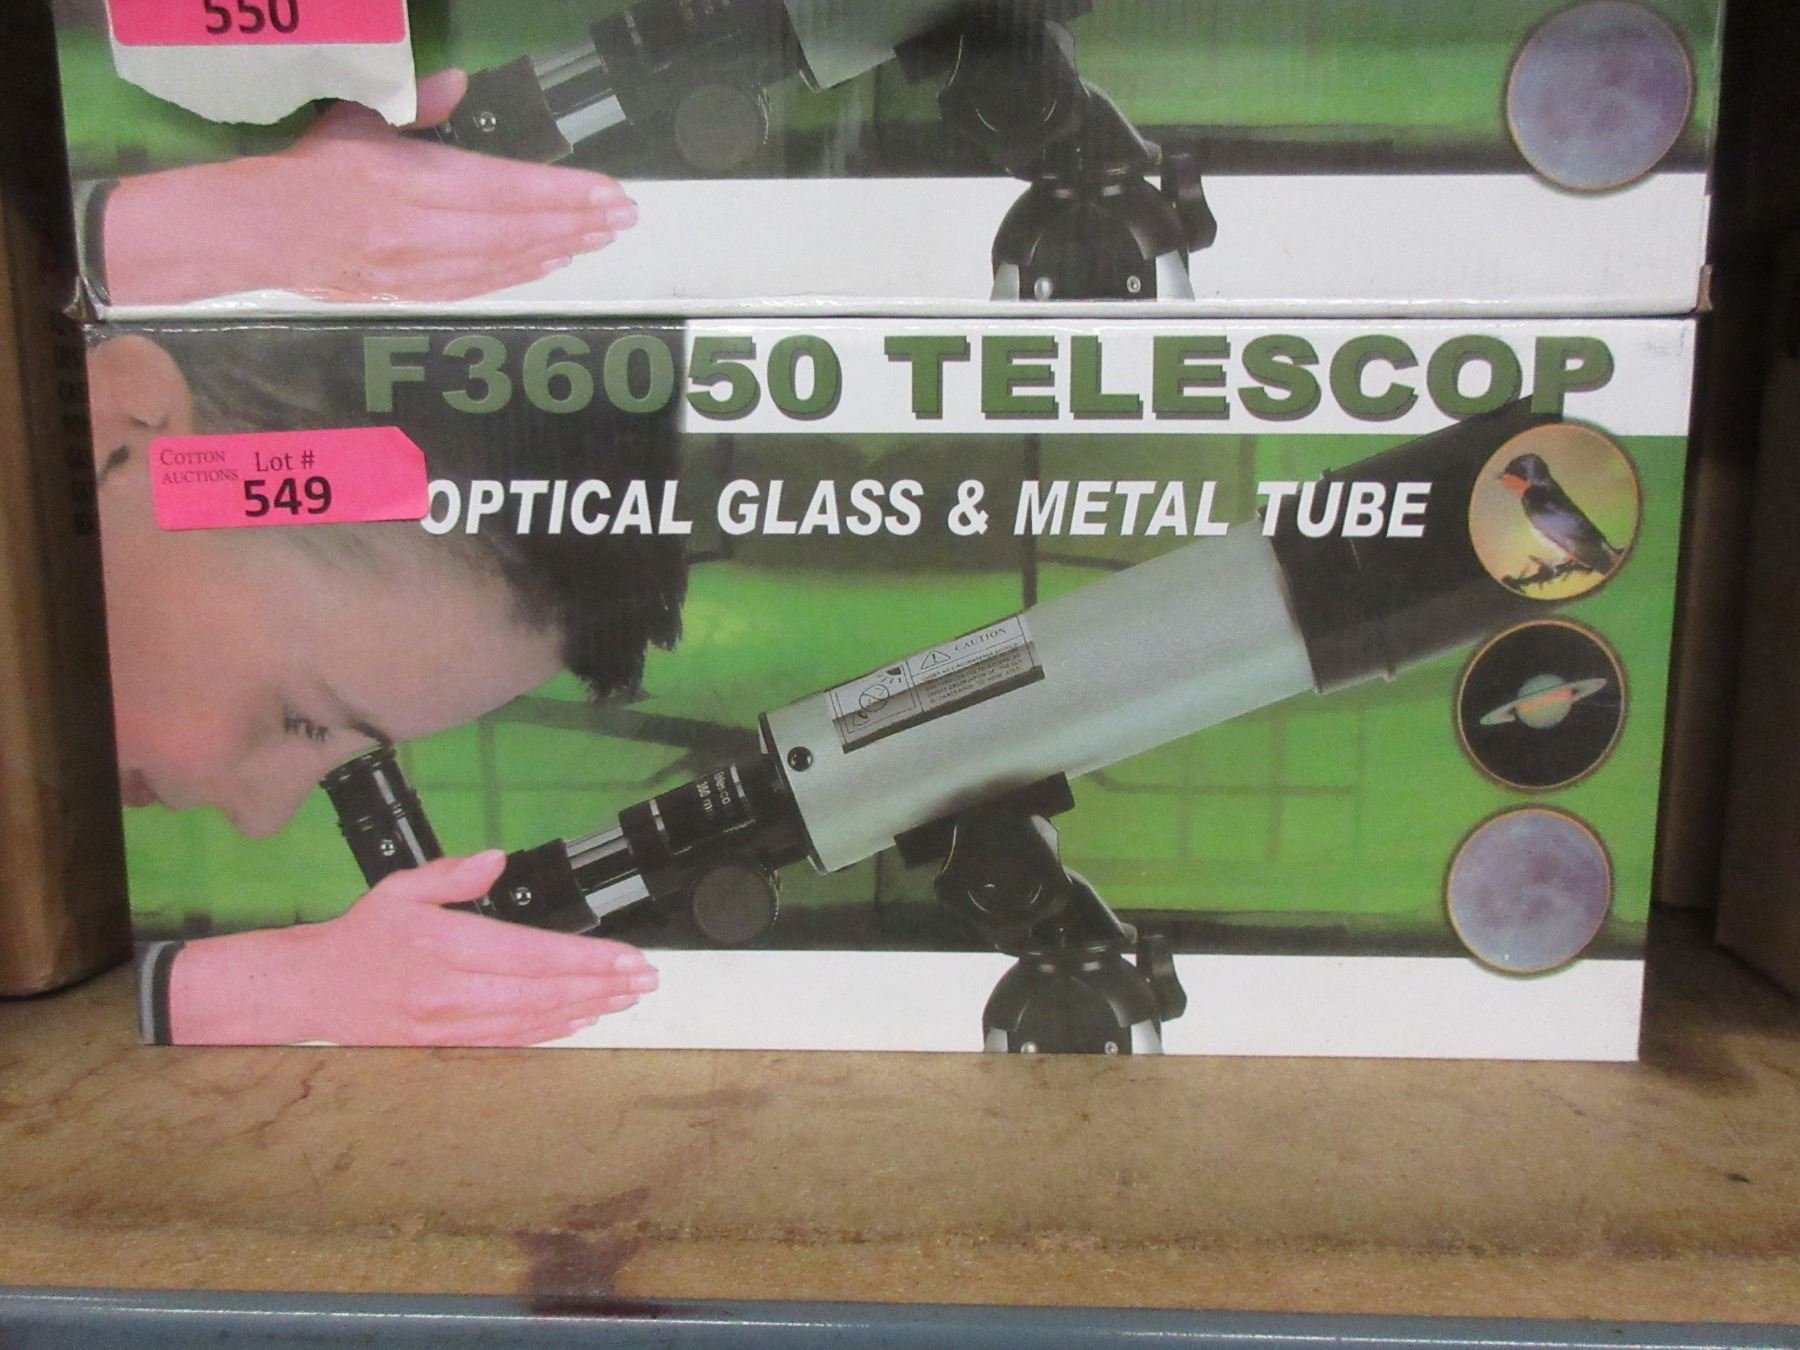 550
F36050 TELESCOP
COTTON
AUCTIONS
Lot #
549
OPTICAL GLASS & METAL TUBE
CAUTION